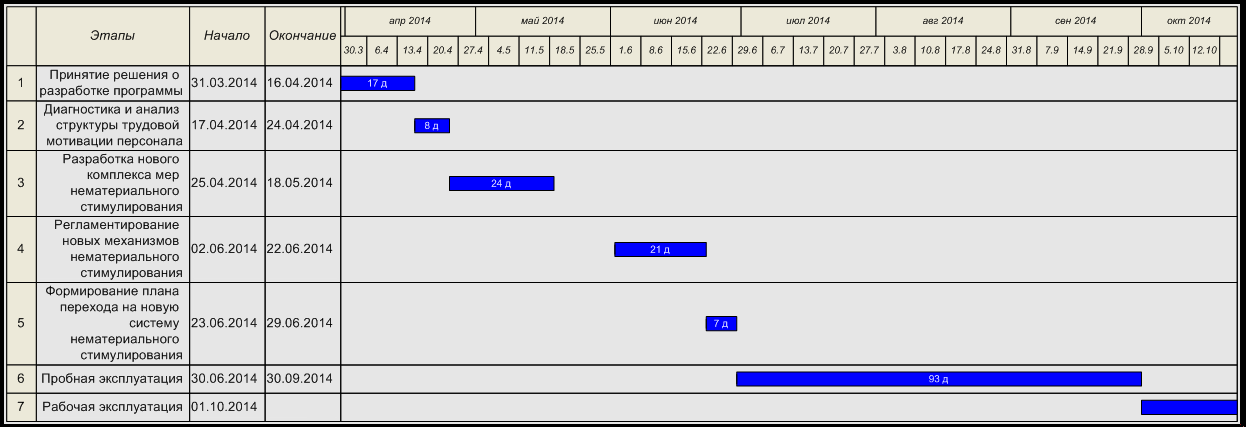 Этапы Начало Окончание апр 2014 май 2014 июн 2014 июл 2014 авг 2014 сен 2014 окт 2014
30.3 6.4 13.4 20.4 27.4 4.5 11.5 18.5 25.5 1.6 8.6 15.6 22.6 29.6 6.7 13.7 20.7 27.7 3.8 10.8 17.8 24.8 31.8 7.9 14.9 21.9 28.9 5.10 12.10
1 Принятие решения о
разработке программы 31.03.2014 16.04.2014 17 д
2 Диагностика и анализ
структуры трудовой
мотивации персонала 17.04.2014 24.04.2014 8 д
3 Разработка нового
комплекса мер
нематериального
стимулирования 25.04.2014 18.05.2014 24 д
4 Регламентирование
новых механизмов
нематериального
стимулирования 02.06.2014 22.06.2014 21 д
5 Формирование плана
перехода на новую
систему
нематериального
стимулирования 23.06.2014 29.06.2014 7 д
6 Пробная эксплуатация 30.06.2014 30.09.2014 93 д
7 Рабочая эксплуатация 01.10.2014